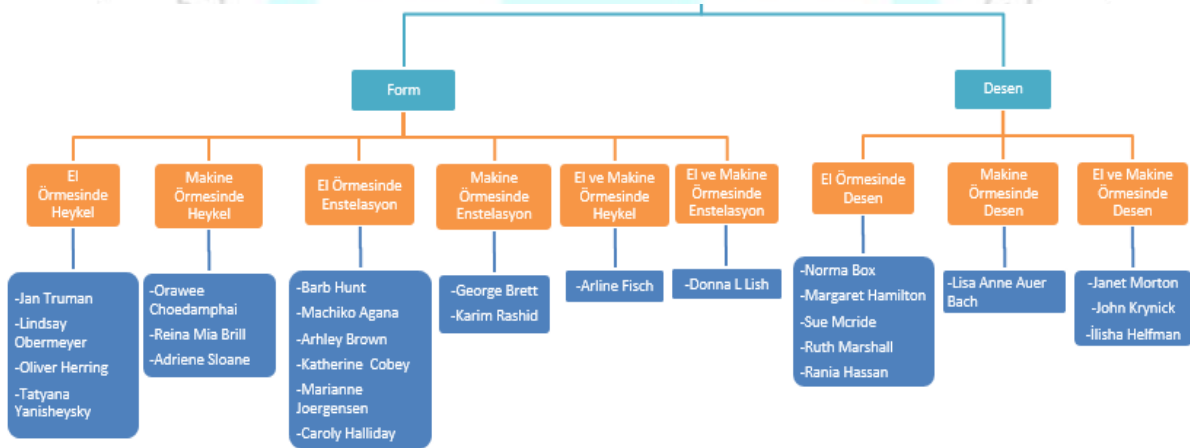 Form
Desen
El
Örmesinde
Heykel
Makine
Örmesinde
Heykel
El Örmesinde
Enstelasyon
Makine
Örmesinde
Enstelasyon
El ve Makine
Örmesinde
Heykel
El ve Makine
Örmesinde
Enstelasyon
El Örmesinde
Desen
Makine
Örmesinde
Desen
El ve Makine
Örmesinde
Desen
-Jan Truman
-Lindsay
Obermeyer
-Oliver Herring
-Tatyana
Yanisheysky
-Orawee
Choedamphai
-Reina Mia Brill
-Adriene Sloane
-Barb Hunt
-Machiko Agana
-Arhley Brown
-Katherine Cobey
-Marianne
Joergensen
-Caroly Halliday
-George Brett
-Karim Rashid
-Arline Fisch
-Donna L Lish
-Norma Box
-Margaret Hamilton
-Sue Mcride
-Ruth Marshall
-Rania Hassan
-Lisa Anne Auer
Bach
-Janet Morton
-John Krynick
-İlisha Helfman